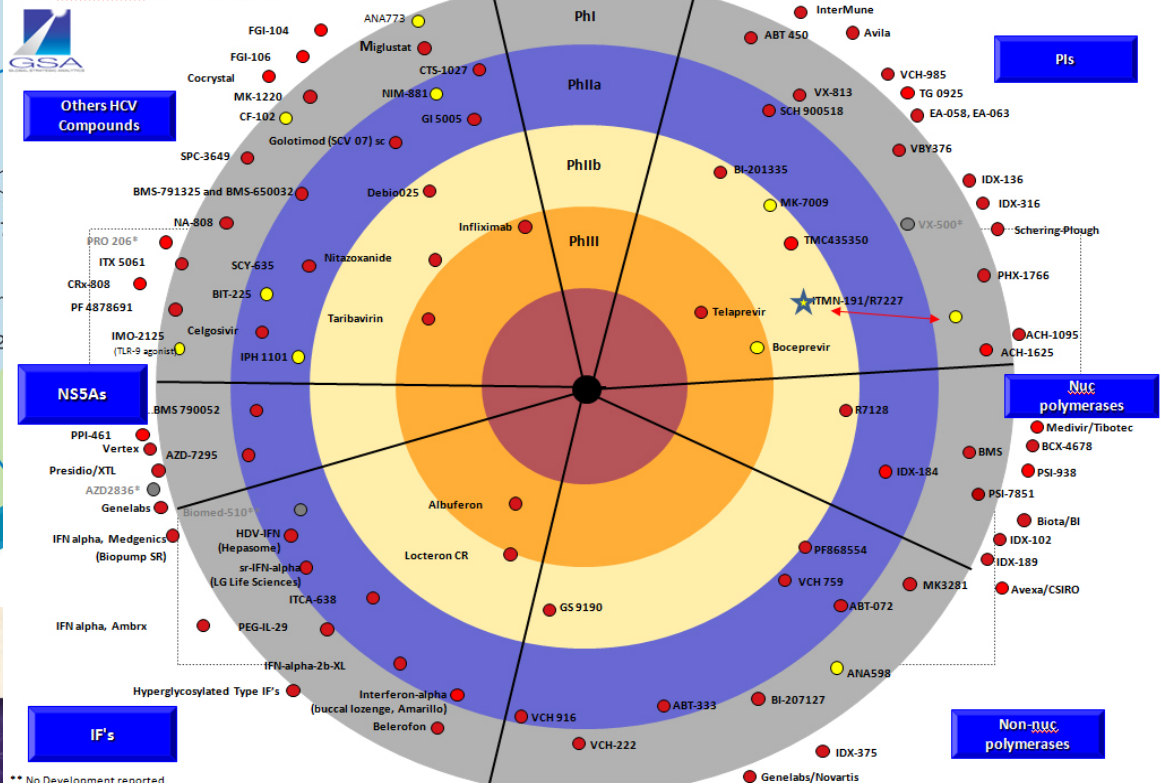 GSA
GLOBAL STRATEGIC ANALYTICS
Others HCV
Compounds
PIs
NS5As
Nuc
polymerases
IF's
Non-nuc
polymerases
PhI
PhIIa
PhIIb
PhIII
ANA773
FGI-104
Miglustat
FGI-106
CTS-1027
Cocrystal
NIM-881
MK-1220
CF-102
GI 5005
Golotimod (SCV 07) sc
SPC-3649
BMS-791325 and BMS-650032
Debio025
NA-808
Infliximab
PRO 206*
ITX 5061
SCY-635
Nitazoxanide
CRx-808
BIT-225
PF 4878691
Taribavirin
IMO-2125
(TLR-9 agonist)
Celgosivir
IPH 1101
InterMune
ABT 450
Avila
VCH-985
TG 0925
VX-813
SCH 900518
EA-058, EA-063
VBY376
BI-201335
IDX-136
MK-7009
IDX-316
VX-500*
Schering-Plough
TMC435350
PHX-1766
ITMN-191/R7227
Telaprevir
ACH-1095
Boceprevir
ACH-1625
BMS 790052
PPI-461
Vertex
AZD-7295
Presidio/XTL
AZD2836*
Genelabs
R7128
Medivir/Tibotec
BCX-4678
BMS
IDX-184
PSI-938
PSI-7851
Biota/BI
IDX-102
IDX-189
Avexa/CSIRO
Biomed-510*
Albuferon
IFN alpha, Medgenics
(Biopump SR)
HDV-IFN
(Hepasome)
Locteron CR
sr-IFN-alpha
(LG Life Sciences)
ITCA-638
IFN alpha, Ambrx
PEG-IL-29
IFN-alpha-2b-XL
Hyperglycosylated Type IF's
Interferon-alpha
(buccal lozenge, Amarillo)
Belerofon
PF868554
VCH 759
MK3281
ABT-072
GS 9190
ANA598
BI-207127
ABT-333
VCH 916
VCH-222
IDX-375
Genelabs/Novartis
** No Development reported